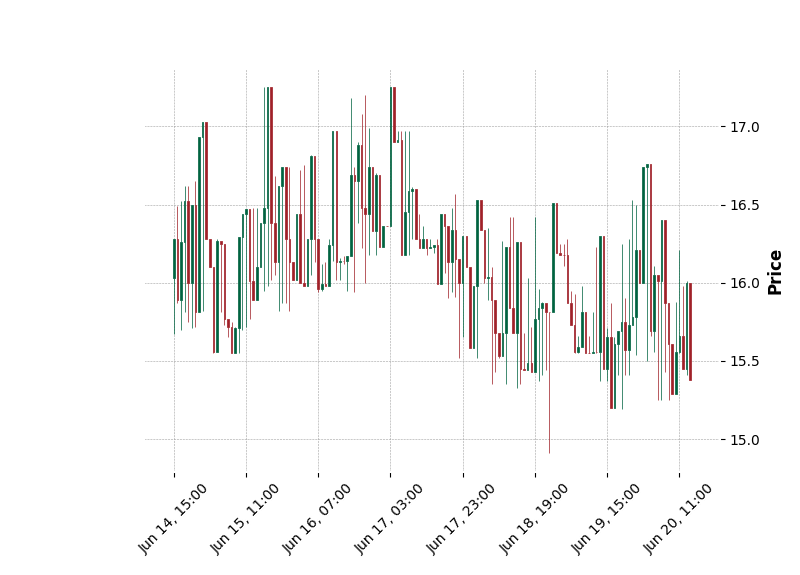 17.0
16.5
16.0
15.5
15.0
Price
Jun 14, 15:00
Jun 15, 11:00
Jun 16, 07:00
Jun 17, 03:00
Jun 17, 23:00
Jun 18, 19:00
Jun 19, 15:00
Jun 20, 11:00